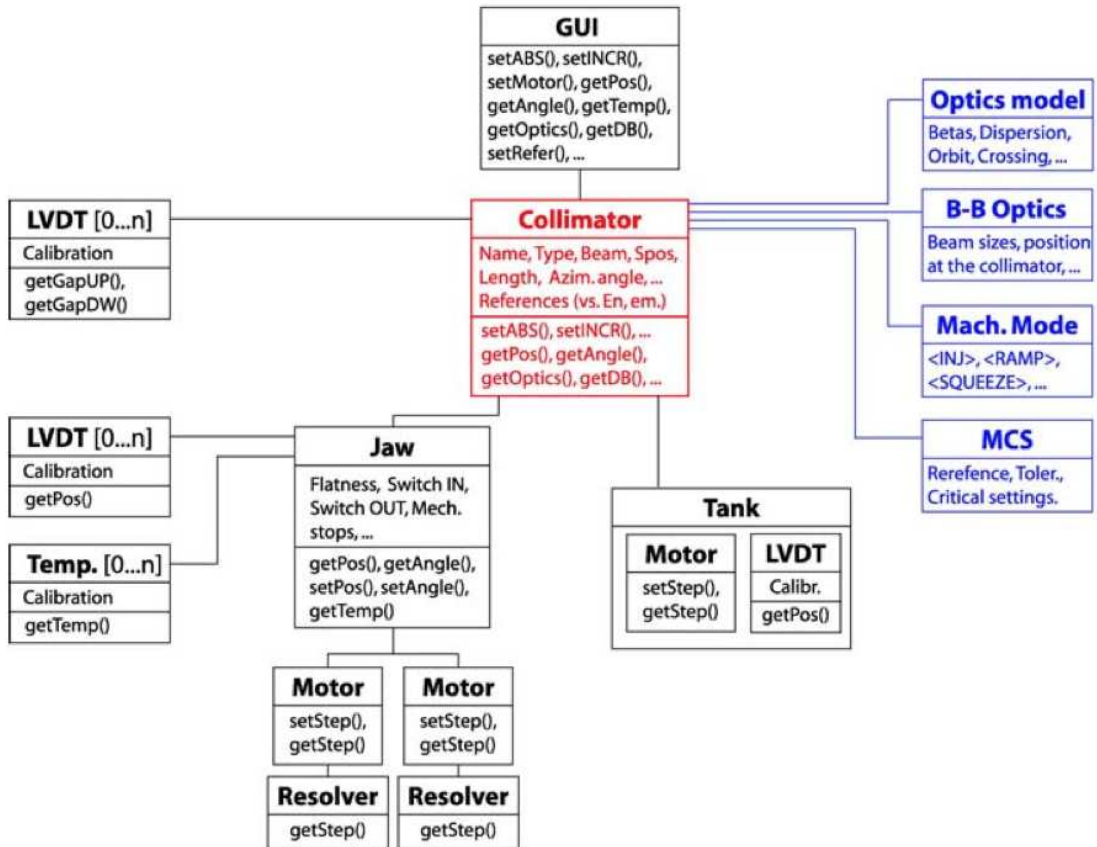 GUI
setABS(), setINCR(),
setMotor(), getPos(),
getAngle(), getTemp(),
getOptics(), getDB(),
setRefer(), ...
Optics model
Betas, Dispersion,
Orbit, Crossing, ...
LVDT [0...n]
Calibration
getGapUP(),
getGapDW()
Collimator
Name, Type, Beam, Spos,
Length, Azim. angle, ...
References (vs. En, em.)
setABS(), setINCR(), ...
getPos(), getAngle(),
getOptics(), getDB(), ...
B-B Optics
Beam sizes, position
at the collimator, ...
Mach. Mode
<INJ>, <RAMP>,
<SQUEEZE>, ...
MCS
Rerefence, Toler.,
Critical settings.
LVDT [0...n]
Calibration
getPos()
Temp. [0...n]
Calibration
getTemp()
Jaw
Flatness, Switch IN,
Switch OUT, Mech.
stops, ...
getPos(), getAngle(),
setPos(), setAngle(),
getTemp()
Tank
Motor
setStep(),
getStep()
LVDT
Calibr.
getPos()
Motor
setStep(),
getStep()
Resolver
getStep()
Motor
setStep(),
getStep()
Resolver
getStep()